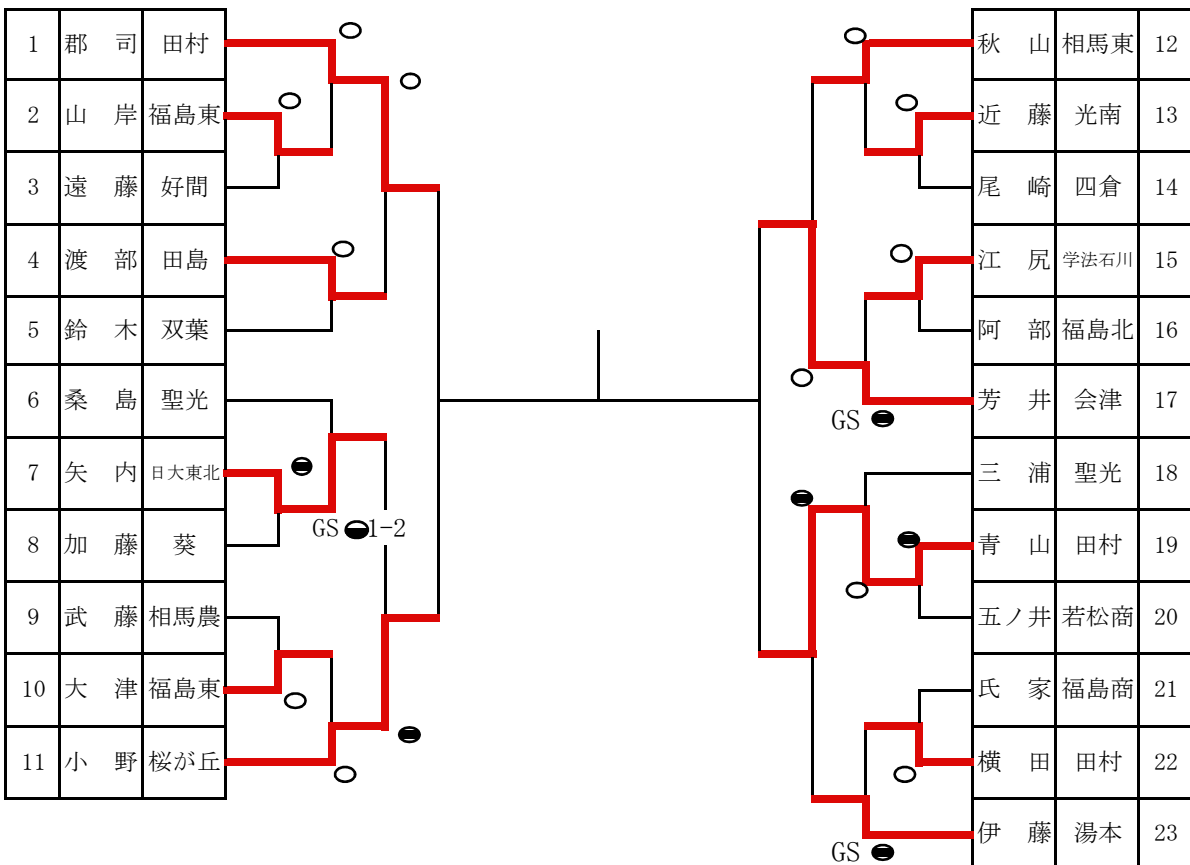 1 郡 司 田村
2 山 岸 福島東
3 遠 藤 好間
4 渡 部 田島
5 鈴 木 双葉
6 桑 島 聖光
7 矢 内 日大東北
GS 1-2
8 加 藤 葵
9 武 藤 相馬農
10 大 津 福島東
11 小 野 桜が丘
秋 山 相馬東 12
近 藤 光南 13
尾 崎 四倉 14
江 尻 学法石川 15
阿 部 福島北 16
芳 井 会津 17
GS
三 浦 聖光 18
青 山 田村 19
五ノ井 若松商 20
氏 家 福島商 21
横 田 田村 22
伊 藤 湯本 23
GS